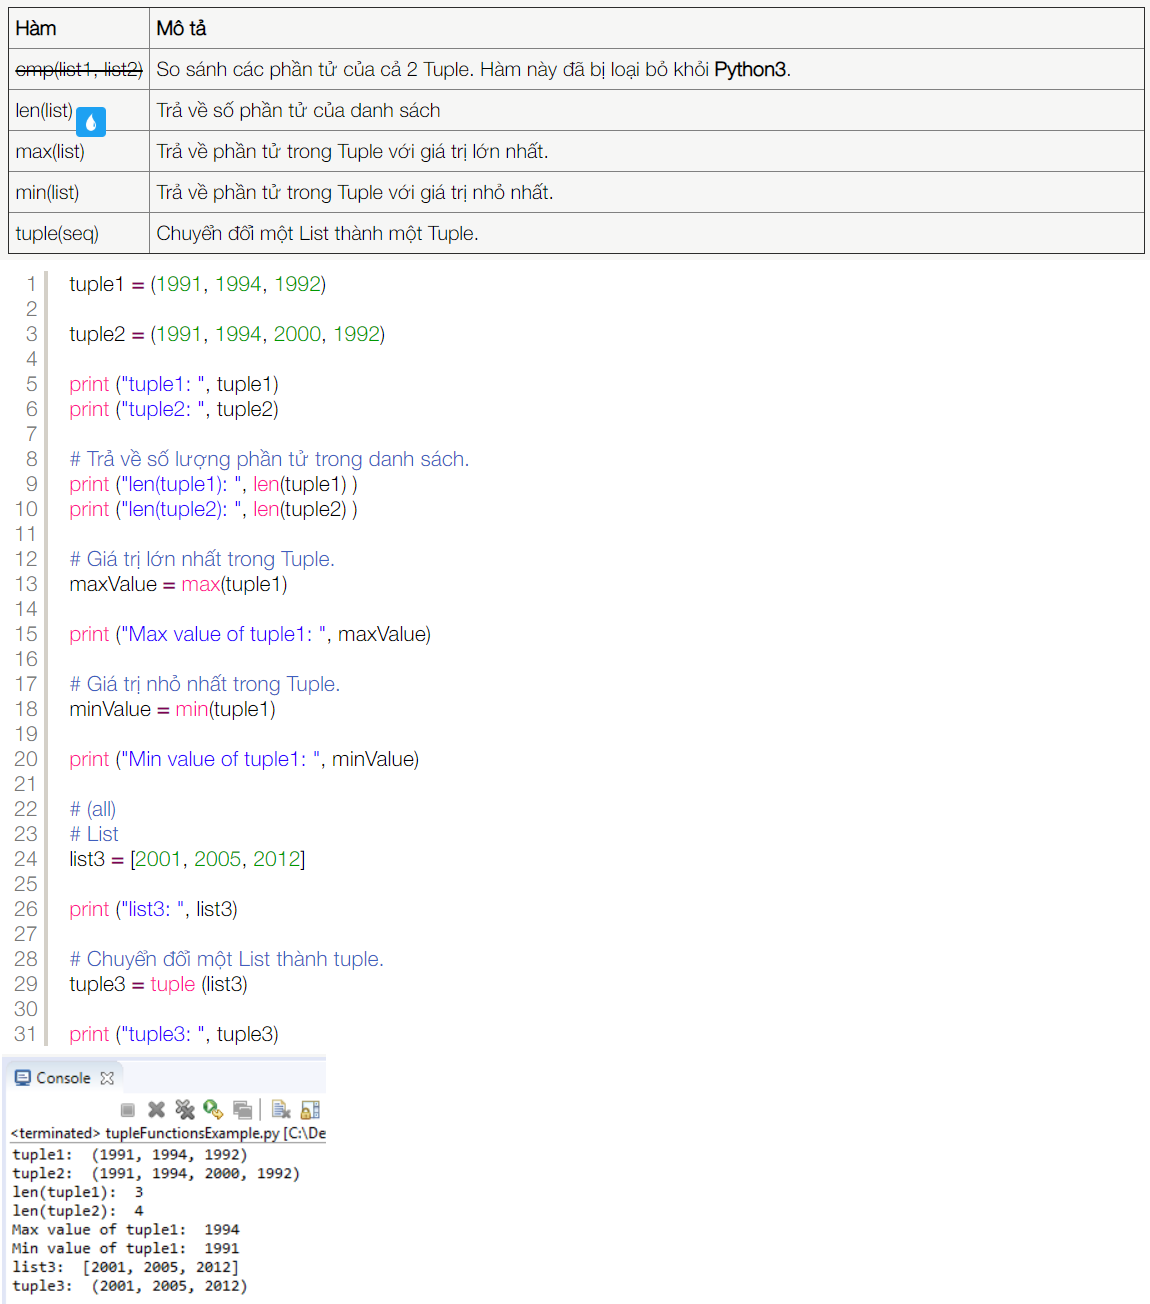 Hàm Mô tả
cmp(list1, list2) So sánh các phần tử của cả 2 Tuple. Hàm này đã bị loại bỏ khỏi Python3.
len(list) Trả về số phần tử của danh sách
max(list) Trả về phần tử trong Tuple với giá trị lớn nhất.
min(list) Trả về phần tử trong Tuple với giá trị nhỏ nhất.
tuple(seq) Chuyển đổi một List thành một Tuple.
1 tuple1 = (1991, 1994, 1992)
2
3 tuple2 = (1991, 1994, 2000, 1992)
4
5 print ("tuple1: ", tuple1)
6 print ("tuple2: ", tuple2)
7
8 # Trả về số lượng phần tử trong danh sách.
9 print ("len(tuple1): ", len(tuple1) )
10 print ("len(tuple2): ", len(tuple2) )
11
12 # Giá trị lớn nhất trong Tuple.
13 maxValue = max(tuple1)
14
15 print ("Max value of tuple1: ", maxValue)
16
17 # Giá trị nhỏ nhất trong Tuple.
18 minValue = min(tuple1)
19
20 print ("Min value of tuple1: ", minValue)
21
22 # (all)
23 # List
24 list3 = [2001, 2005, 2012]
25
26 print ("list3: ", list3)
27
28 # Chuyển đổi một List thành tuple.
29 tuple3 = tuple (list3)
30
31 print ("tuple3: ", tuple3)
Console
<terminated> tupleFunctionsExample.py [C:\De
tuple1:  (1991, 1994, 1992)
tuple2:  (1991, 1994, 2000, 1992)
len(tuple1):  3
len(tuple2):  4
Max value of tuple1:  1994
Min value of tuple1:  1991
list3:  [2001, 2005, 2012]
tuple3:  (2001, 2005, 2012)